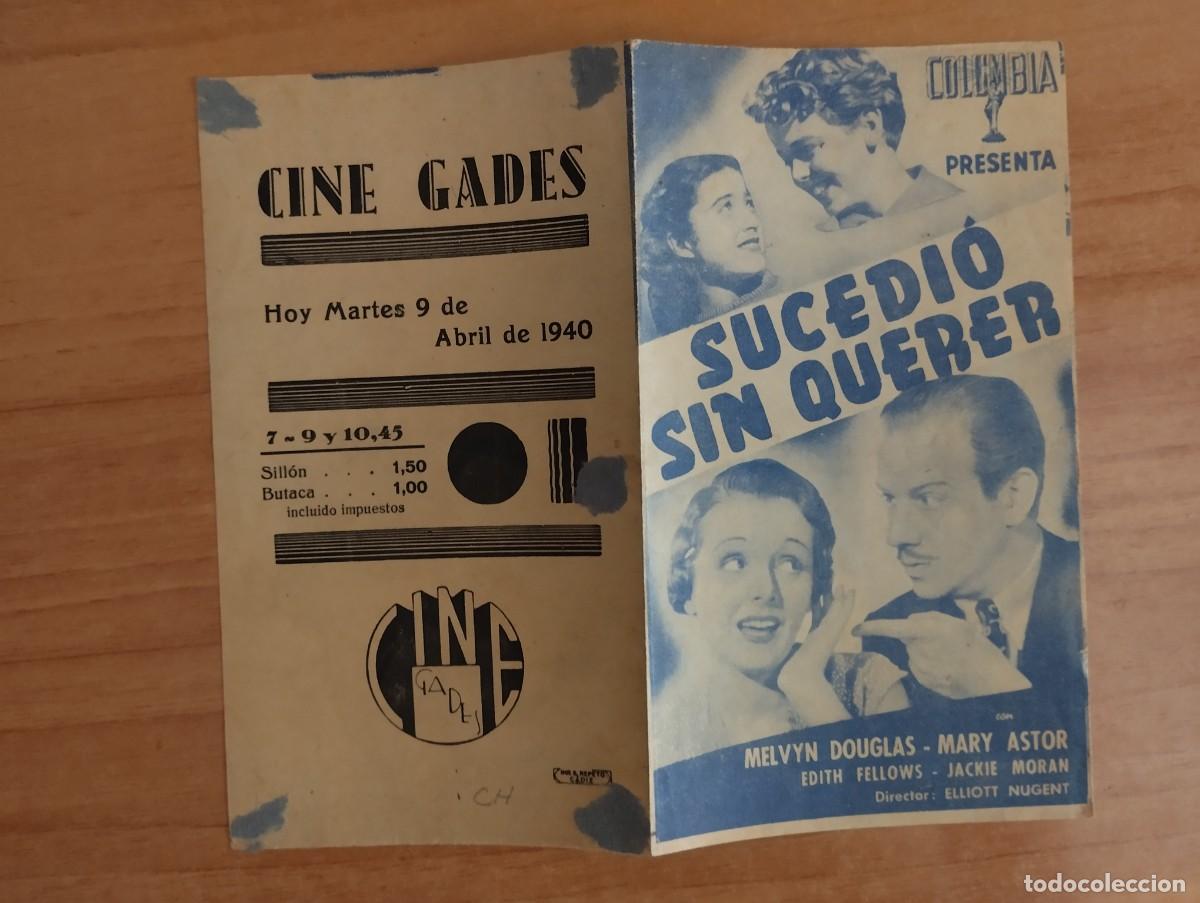 CINE GADES
Hoy Martes 9 de
Abril de 1940
7 - 9 y 10,45
Sillón . . . 1,50
Butaca . . . 1,00
incluido impuestos
CINE
GADES
CÁDIZ
CH
COLUMBIA
PRESENTA
SUCEDIÓ
SIN QUERER
con
MELVYN DOUGLAS - MARY ASTOR
EDITH FELLOWS - JACKIE MORAN
Director: ELLIOTT NUGENT
todocoleccion